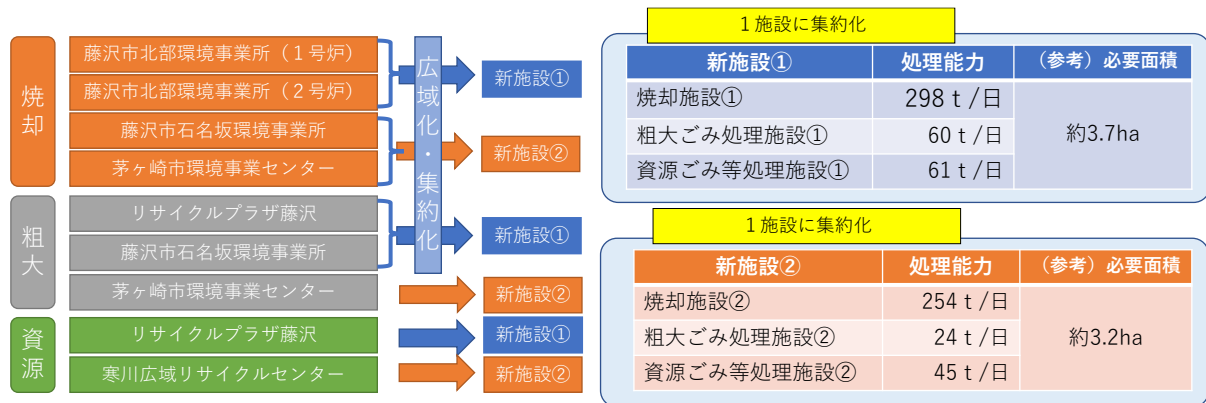 焼却
藤沢市北部環境事業所（１号炉）
藤沢市北部環境事業所（２号炉）
藤沢市石名坂環境事業所
茅ヶ崎市環境事業センター
粗大
リサイクルプラザ藤沢
藤沢市石名坂環境事業所
茅ヶ崎市環境事業センター
資源
リサイクルプラザ藤沢
寒川広域リサイクルセンター
広域化・集約化
新施設①
新施設②
新施設①
新施設②
新施設①
新施設②
１施設に集約化
新施設① 処理能力 （参考）必要面積
焼却施設① 298ｔ/日
粗大ごみ処理施設① 60ｔ/日 約3.7ha
資源ごみ等処理施設① 61ｔ/日
１施設に集約化
新施設② 処理能力 （参考）必要面積
焼却施設② 254ｔ/日
粗大ごみ処理施設② 24ｔ/日 約3.2ha
資源ごみ等処理施設② 45ｔ/日